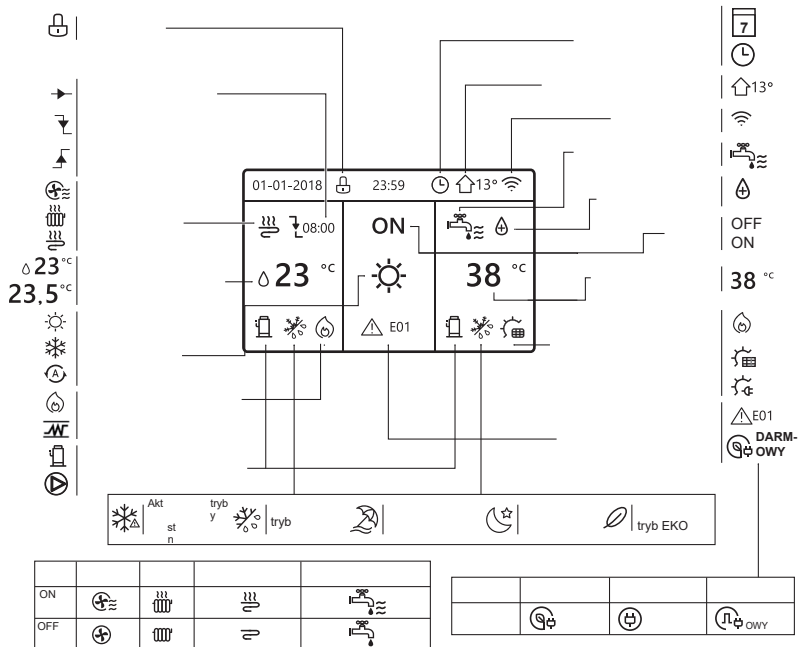 7
13°
OFF
ON
23 °C
23,5 °C
38 °C
A
E01
DARM-
OWY
01-01-2018 23:59 13°
08:00 ON
23 °C 38 °C
E01
Akt
st
n
tryb
y
tryb
tryb EKO
ON
OFF
OWY